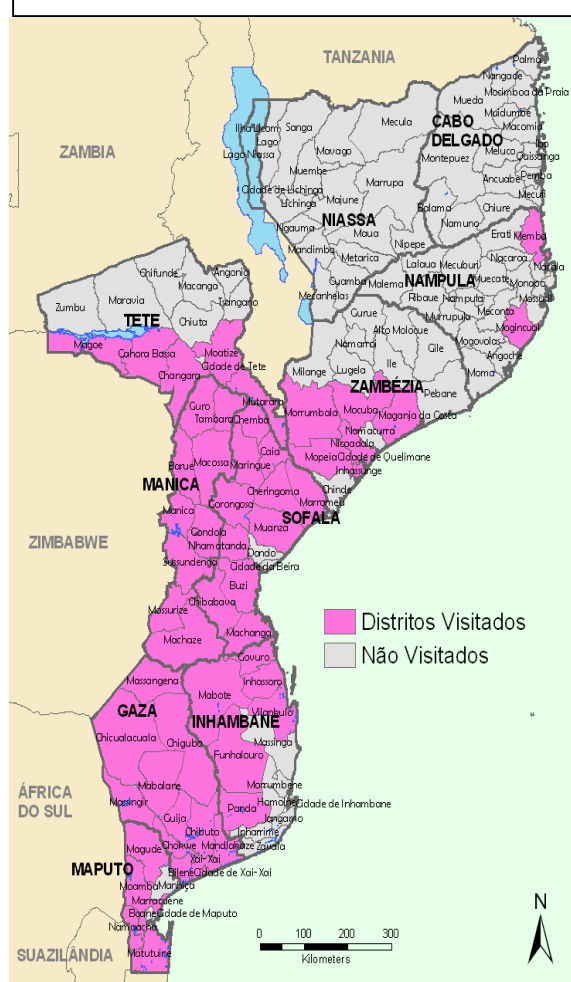 TANZANIA
ZAMBIA
Palma
Nangade
Mocimboa da Praia
Mueda
Muidumbe
CABO
DELGADO
Macomia
Ibo
Meluco
Quissanga
Montepuez
Pemba
Ancuabe
Mecufi
Chiure
Balama
Namuno
Mecula
Sanga
Lago
Lago Niassa
Mavago
Muembe
Cidade de Lichinga
Lichinga
Marrupa
Majune
NIASSA
Ngauma
Maua
Mandimba
Nipepe
Metarica
Cuamba
Mecanhelas
Memba
Erati
Nacaroa
Nacala
Lalaua
Mecuburi
NAMPULA
Malema
Muecate
Monapo
Ribaue
Nampula
Mossuril
Meconta
Murrupula
Mogincual
Mogovolas
Angoche
Moma
Angonia
Chifunde
Macanga
Tsangano
Zumbu
Maravia
TETE
Chiuta
Magoe
Cahora Bassa
Moatize
Cidade de Tete
Changara
Mutarara
Gurue
Alto Moloque
Namarroi
Gile
Ile
Milange
Lugela
ZAMBÉZIA
Pebane
Morrumbala
Mocuba
Maganja da Costa
Namacurra
Nicoadala
Mopeia
Cidade de Quelimane
Inhassunge
Chinde
Guro
Tambara
Chemba
Caia
Barue
Macossa
Maringue
MANICA
Cheringoma
Marromeu
Gorongosa
SOFALA
Manica
Muanza
Gondola
Nhamatanda
Dondo
Sussundenga
Cidade da Beira
ZIMBABWE
Buzi
Chibabava
Mossurize
Machanga
Machaze
Distritos Visitados
Não Visitados
Govuro
Massangena
Inhassoro
Mabote
GAZA
Vilankulo
INHAMBANE
Chicualacuala
Massinga
Chigubo
Funhalouro
Mabalane
Morrumbene
ÁFRICA
DO SUL
Massingir
Homoine
Cidade de Inhambane
Panda
Jangamo
Guija
Inharrime
Chibuto
Magude
Chokwe
Mandlakaze
Zavala
Xai-Xai
MAPUTO
Bilene
Cidade de Xai-Xai
Moamba
Manhiça
Marracuene
Boane
Cidade de Maputo
Namaacha
SUAZILÂNDIA
Matutuine
N
0 50 100 200 300
Kilometers